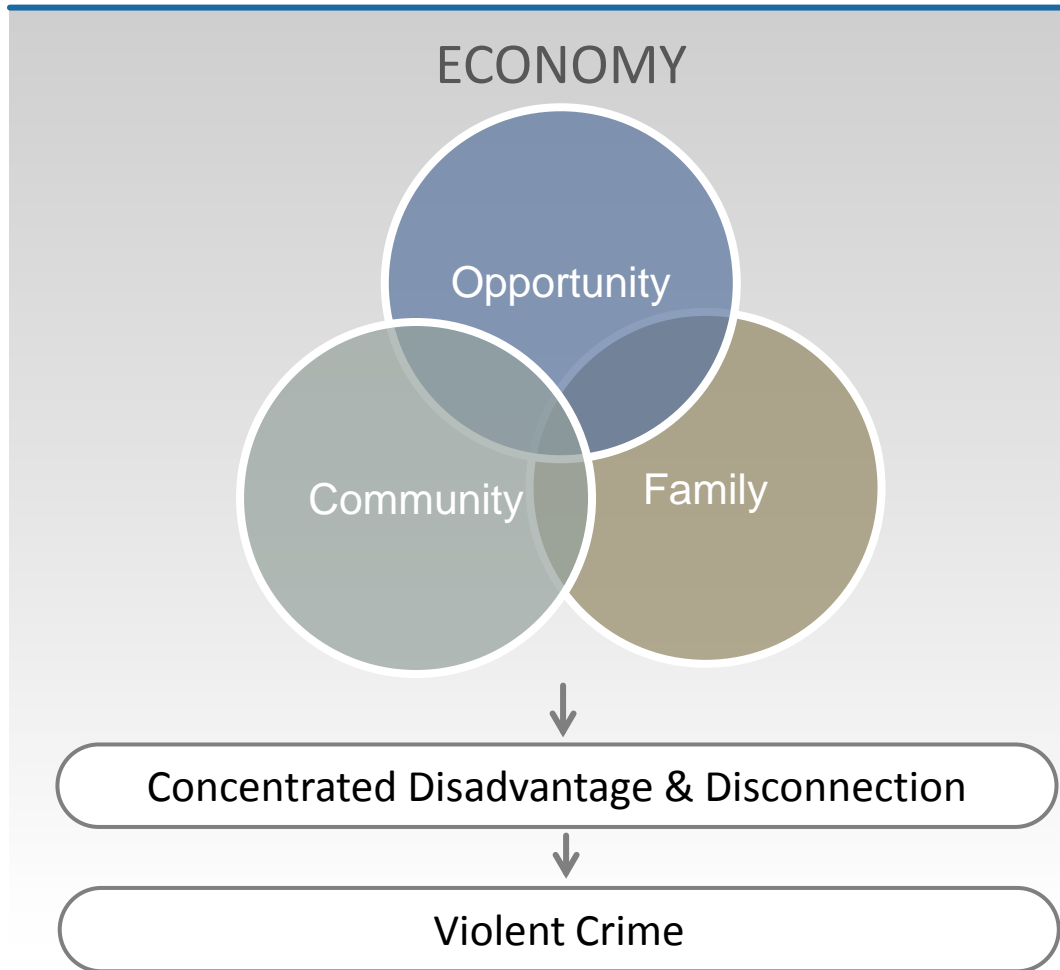 ECONOMY
Opportunity
Community
Family
Concentrated Disadvantage & Disconnection
Violent Crime